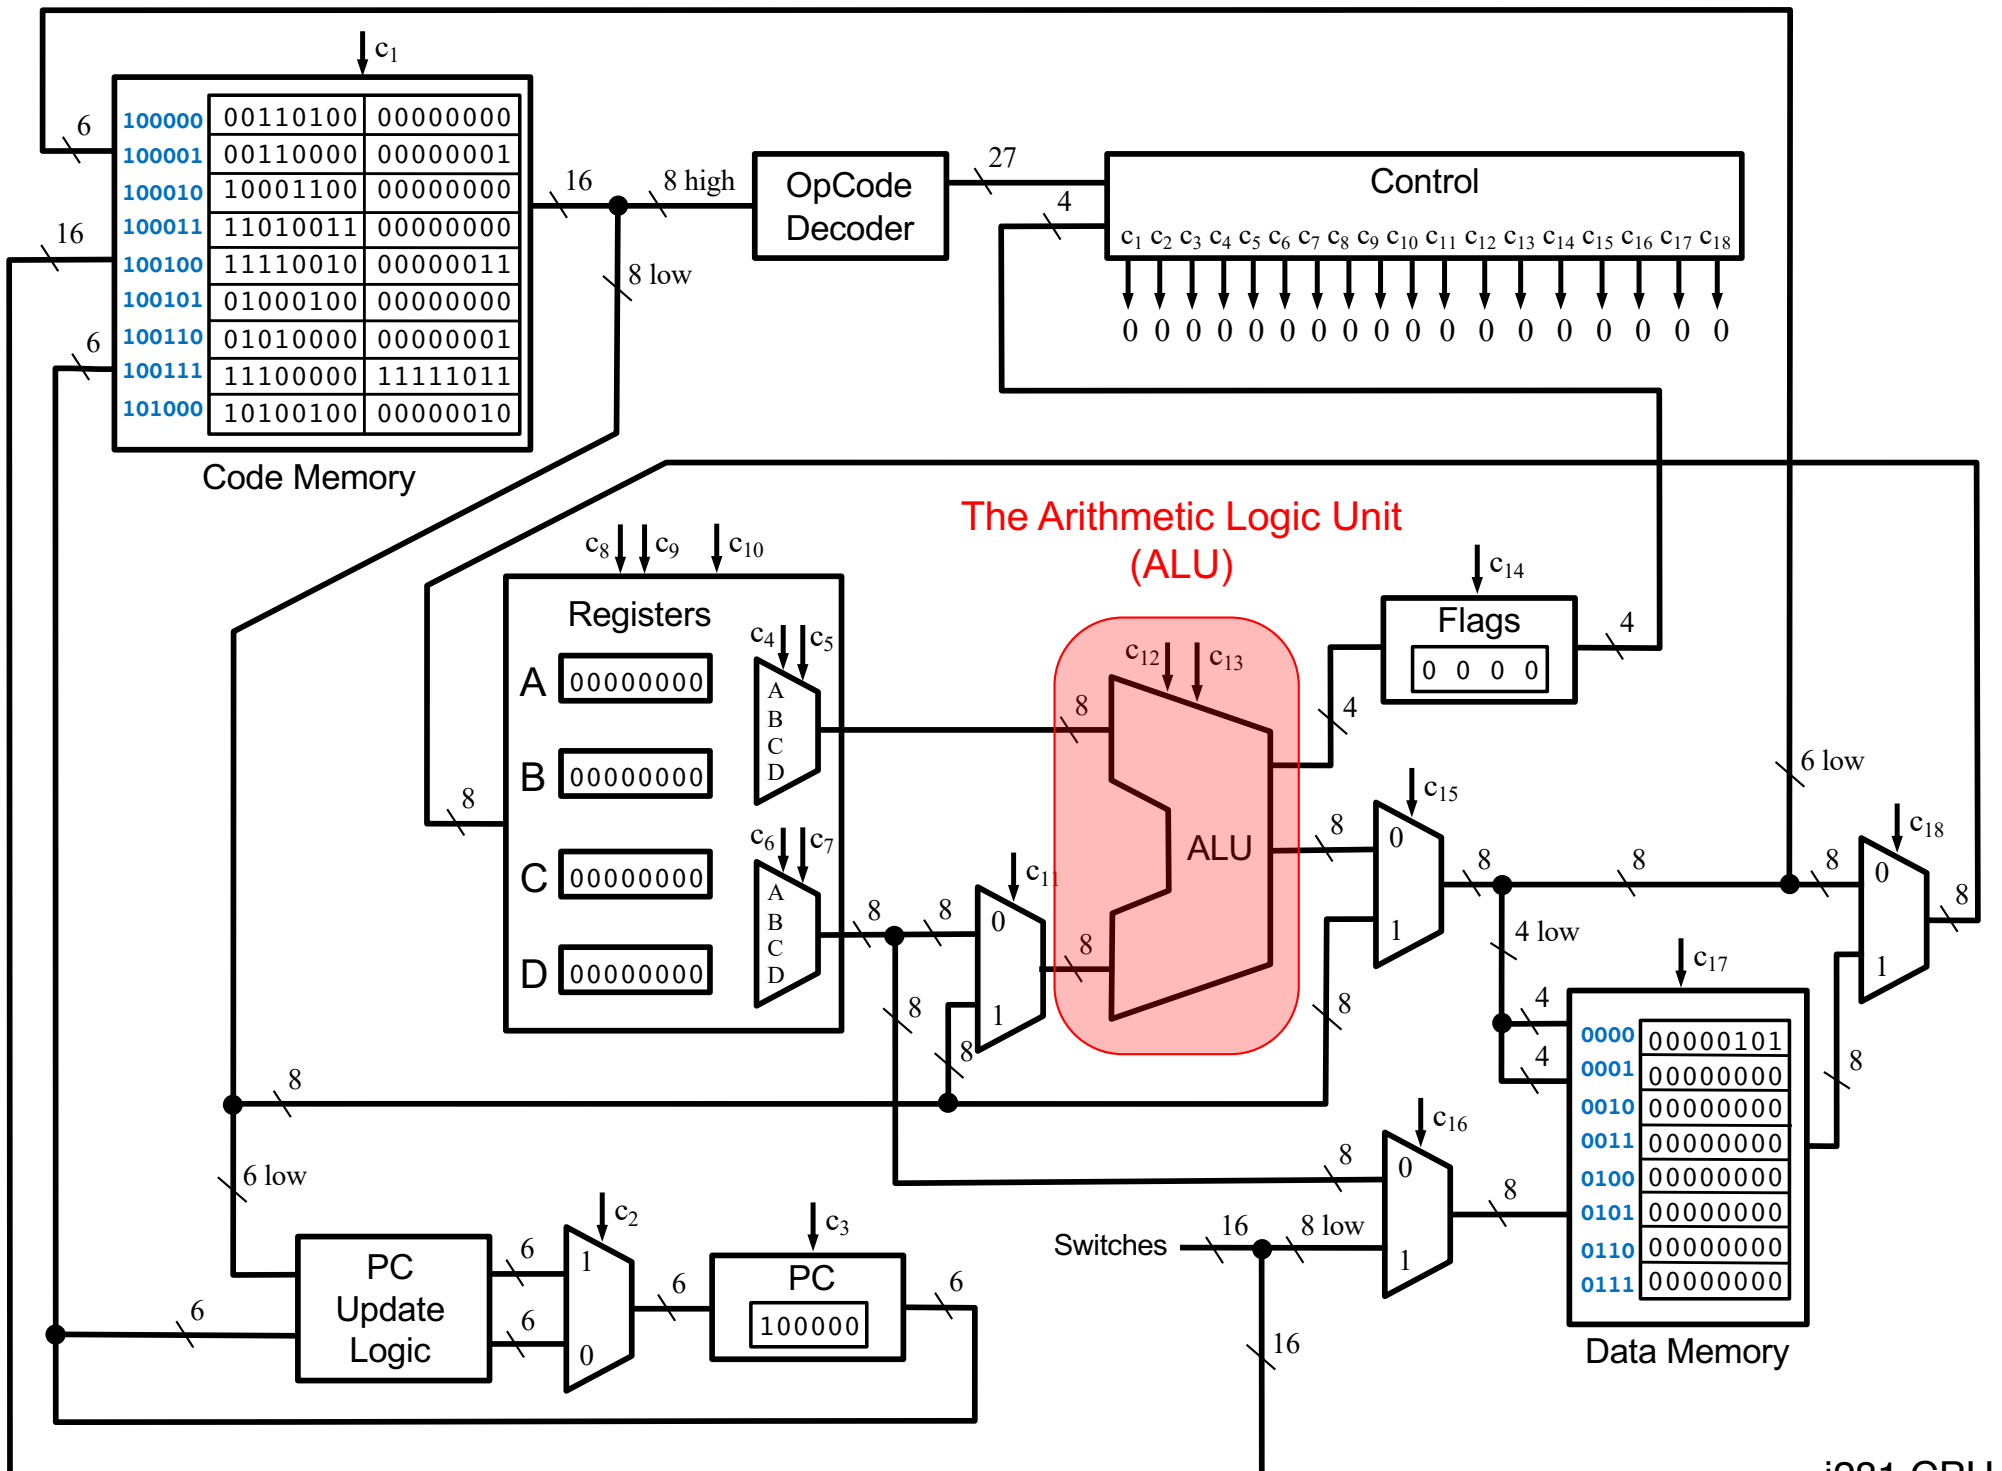 c1
6
16
6
100000 00110100 00000000
100001 00110000 00000001
100010 10001100 00000000
100011 11010011 00000000
100100 11110010 00000011
100101 01000100 00000000
100110 01010000 00000001
100111 11100000 11111011
101000 10100100 00000010
Code Memory
16
8 high
8 low
OpCode
Decoder
27
4
Control
c1 c2 c3 c4 c5 c6 c7 c8 c9 c10 c11 c12 c13 c14 c15 c16 c17 c18
0 0 0 0 0 0 0 0 0 0 0 0 0 0 0 0 0 0
The Arithmetic Logic Unit
(ALU)
c8 c9 c10
Registers
c4 c5
A 00000000
B 00000000
C 00000000
D 00000000
A
B
C
D
c6 c7
A
B
C
D
8
8
8
8
8
c11
0
1
8
8
8
c12 c13
ALU
c14
Flags
0 0 0 0
4
4
8
c15
0
1
8
8
8
6 low
8
c18
0
1
8
4 low
4
4
c17
0000 00000101
0001 00000000
0010 00000000
0011 00000000
0100 00000000
0101 00000000
0110 00000000
0111 00000000
Data Memory
8
c16
0
1
8
8
Switches
16
8 low
16
6 low
6
PC
Update
Logic
6
6
c2
1
0
6
c3
PC
100000
6